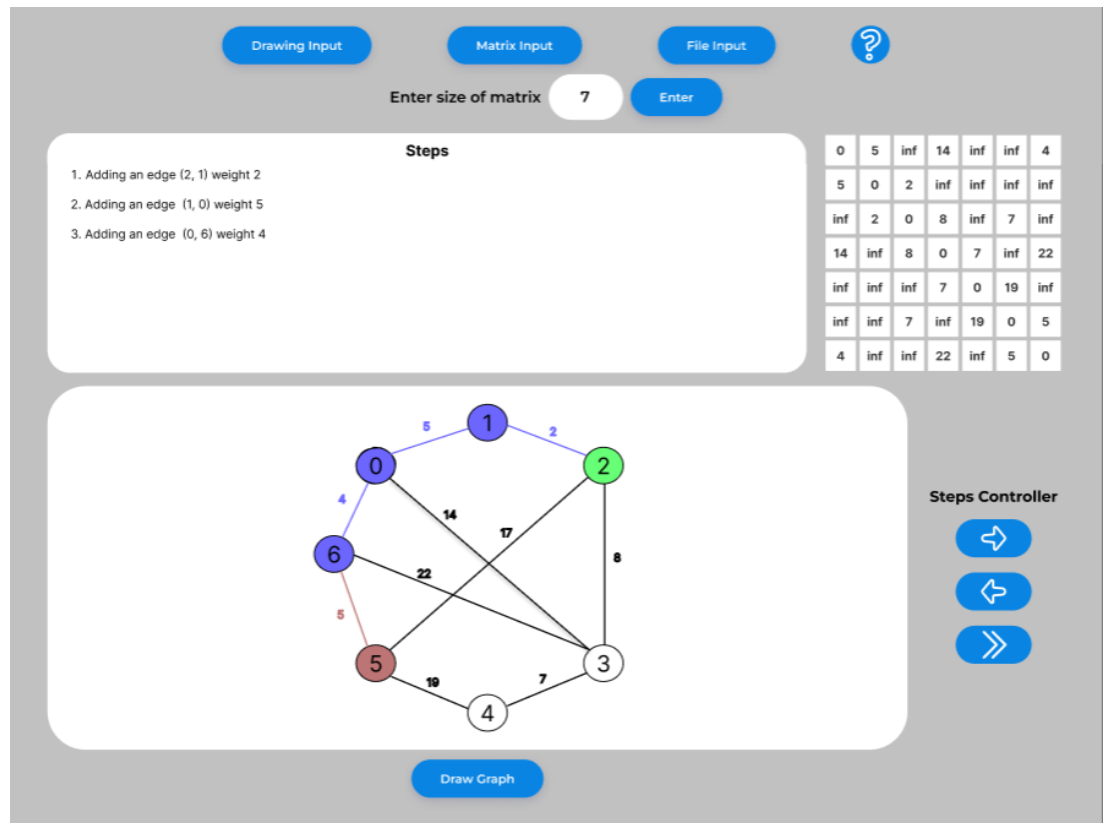 Drawing Input Matrix Input File Input ?
Enter size of matrix 7 Enter
Steps
1. Adding an edge (2, 1) weight 2
2. Adding an edge (1, 0) weight 5
3. Adding an edge (0, 6) weight 4
0 5 inf 14 inf inf 4
5 0 2 inf inf inf inf
inf 2 0 8 inf 7 inf
14 inf 8 0 7 inf 22
inf inf inf 7 0 19 inf
inf inf 7 inf 19 0 5
4 inf inf 22 inf 5 0
1
5
2
0
2
4
14
17
6
22
8
5
5
3
19
7
4
Steps Controller
Draw Graph